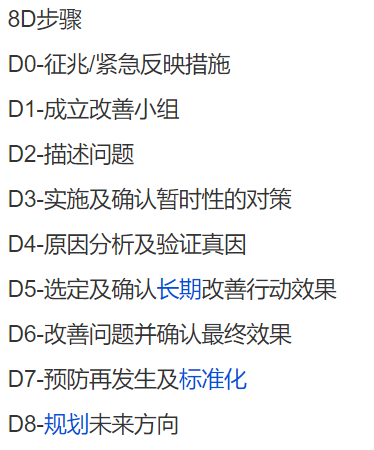 8D步骤
D0-征兆/紧急反映措施
D1-成立改善小组
D2-描述问题
D3-实施及确认暂时性的对策
D4-原因分析及验证真因
D5-选定及确认长期改善行动效果
D6-改善问题并确认最终效果
D7-预防再发生及标准化
D8-规划未来方向